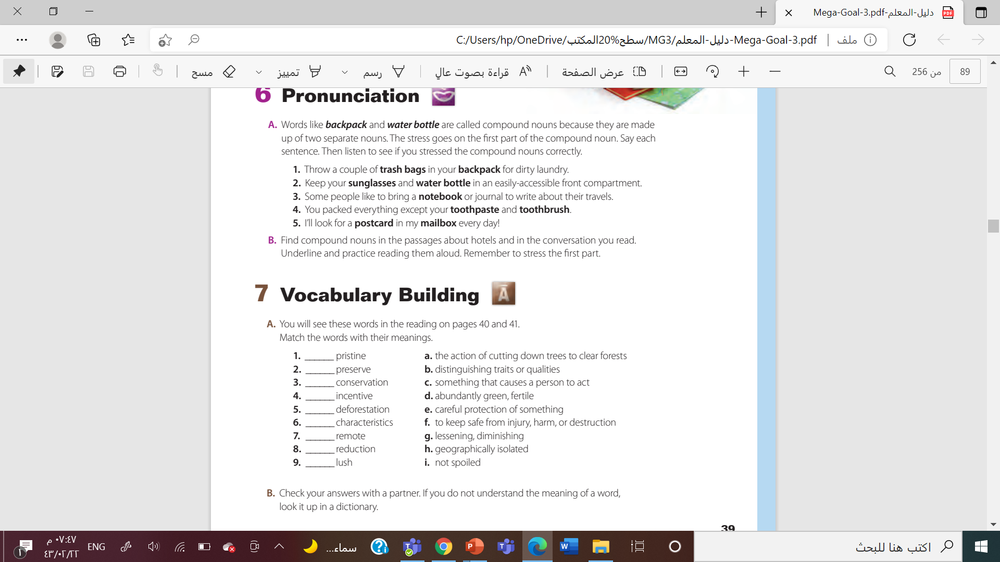 Mega-Goal-3.pdf-دليل-المعلم
C:/Users/hp/OneDrive/سطح%20المكتب/MG3/دليل-المعلم-Mega-Goal-3.pdf
ملف
مسح
تمييز
رسم
قراءة بصوت عالٍ
عرض الصفحة
من 256
89
6 Pronunciation
A. Words like backpack and water bottle are called compound nouns because they are made
up of two separate nouns. The stress goes on the first part of the compound noun. Say each
sentence. Then listen to see if you stressed the compound nouns correctly.
1. Throw a couple of trash bags in your backpack for dirty laundry.
2. Keep your sunglasses and water bottle in an easily-accessible front compartment.
3. Some people like to bring a notebook or journal to write about their travels.
4. You packed everything except your toothpaste and toothbrush.
5. I'll look for a postcard in my mailbox every day!
B. Find compound nouns in the passages about hotels and in the conversation you read.
Underline and practice reading them aloud. Remember to stress the first part.
7 Vocabulary Building
A. You will see these words in the reading on pages 40 and 41.
Match the words with their meanings.
1. ______ pristine a. the action of cutting down trees to clear forests
2. ______ preserve b. distinguishing traits or qualities
3. ______ conservation c. something that causes a person to act
4. ______ incentive d. abundantly green, fertile
5. ______ deforestation e. careful protection of something
6. ______ characteristics f. to keep safe from injury, harm, or destruction
7. ______ remote g. lessening, diminishing
8. ______ reduction h. geographically isolated
9. ______ lush i. not spoiled
B. Check your answers with a partner. If you do not understand the meaning of a word,
look it up in a dictionary.
39
٠٧:٤٧ م
٤٣/٠٢/٢٢
ENG
سماء...
اكتب هنا للبحث